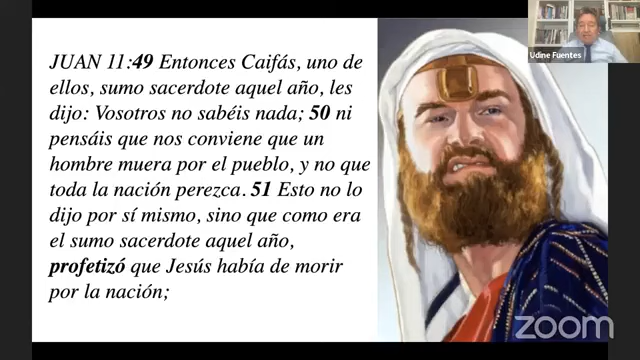 JUAN 11:49 Entonces Caifás, uno de
ellos, sumo sacerdote aquel año, les
dijo: Vosotros no sabéis nada; 50 ni
pensáis que nos conviene que un
hombre muera por el pueblo, y no que
toda la nación perezca. 51 Esto no lo
dijo por sí mismo, sino que como era
el sumo sacerdote aquel año,
profetizó que Jesús había de morir
por la nación;
Udine Fuentes
zoom